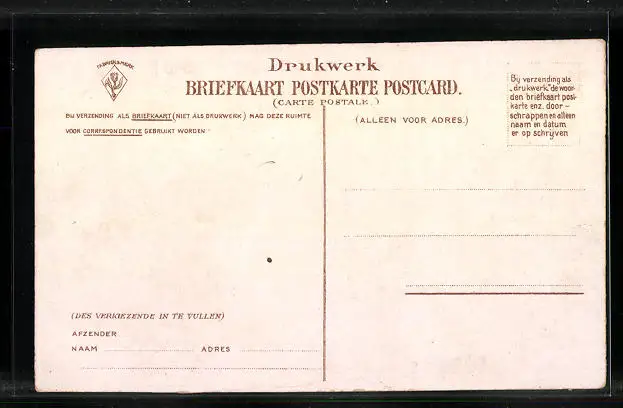 FABRIEKSMERK
Drukwerk
BRIEFKAART POSTKARTE POSTCARD.
(CARTE POSTALE.)
BIJ VERZENDING ALS BRIEFKAART (NIET ALS DRUKWERK) MAG DEZE RUIMTE
VOOR CORRESPONDENTIE GEBRUIKT WORDEN
(ALLEEN VOOR ADRES.)
Bij verzending als
„drukwerk" de woor-
den briefkaart post-
karte enz. door-
schrappen en alleen
naam en datum
er op schrijven
(DES VERKIEZENDE IN TE VULLEN)
AFZENDER
NAAM ADRES